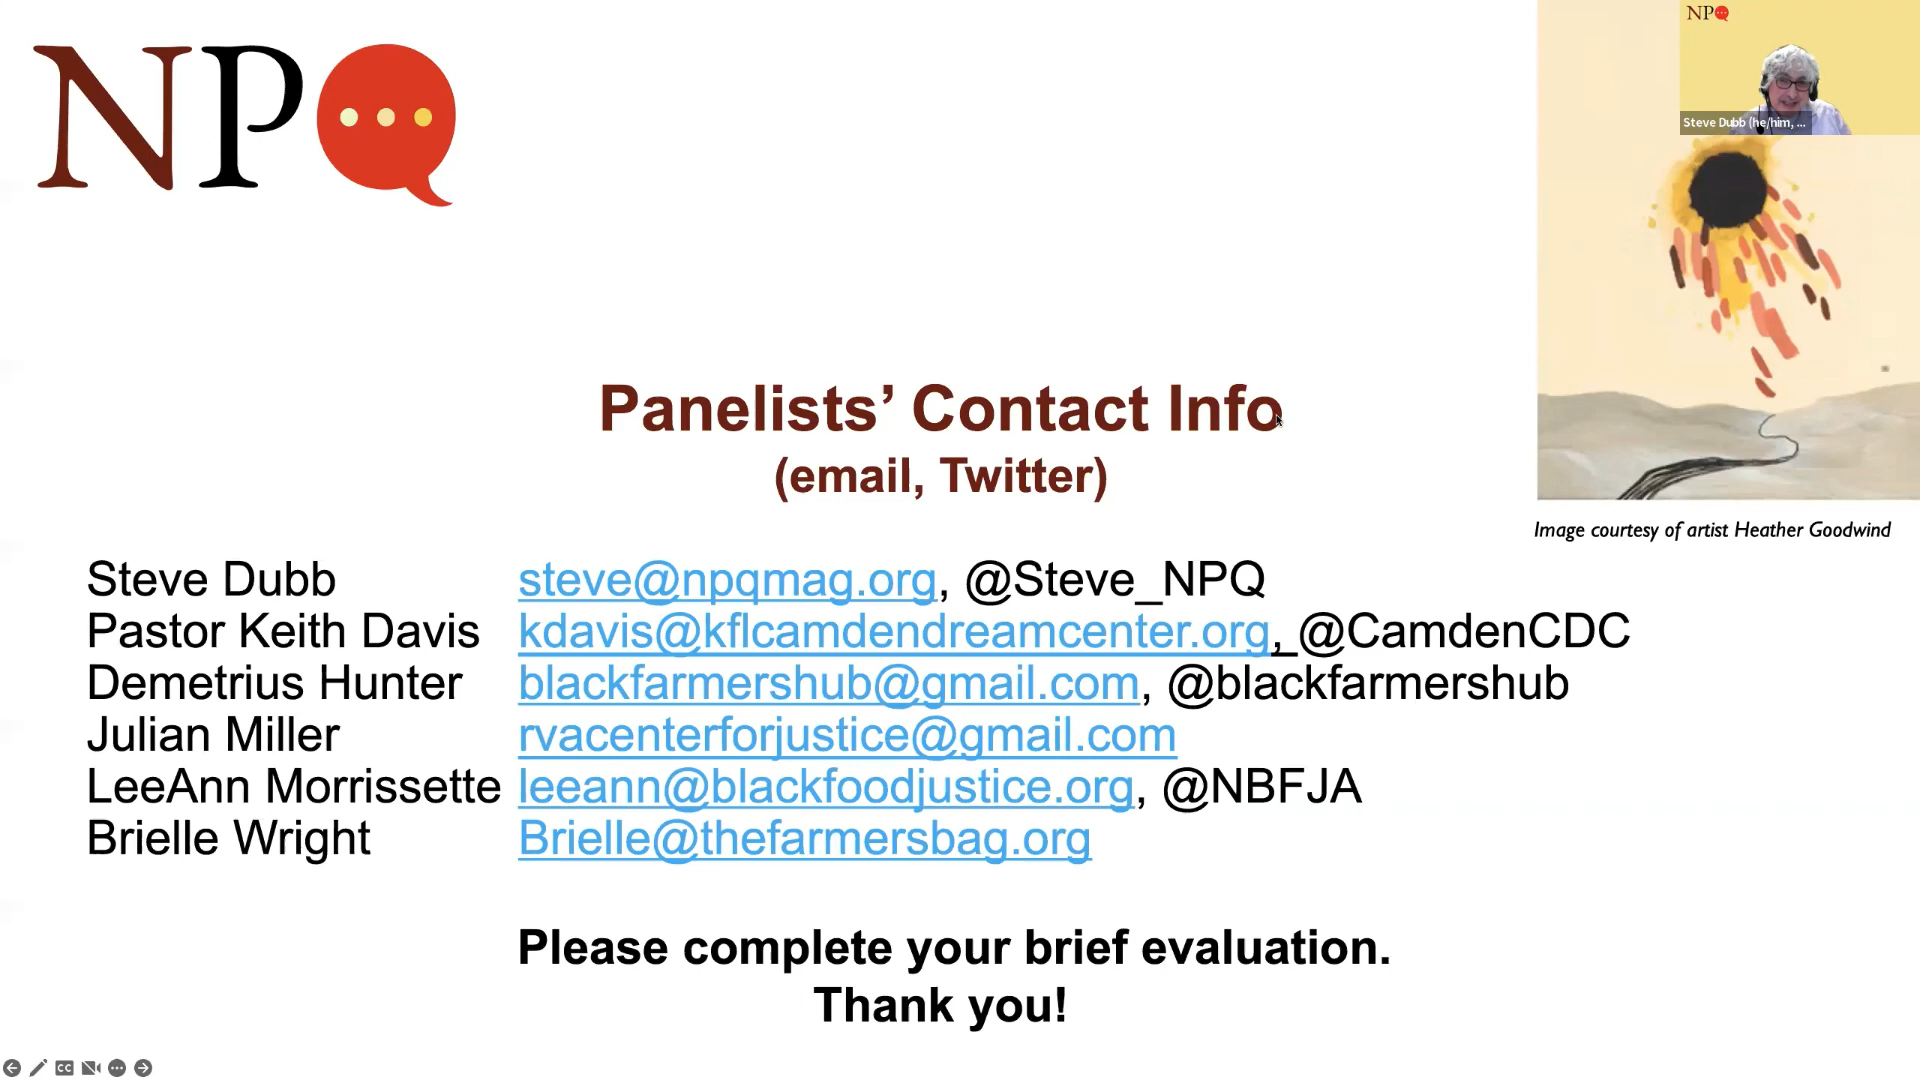 NPQ
NPQ
Steve Dubb (he/him, ...
Image courtesy of artist Heather Goodwind
Panelists’ Contact Info
(email, Twitter)
Steve Dubb steve@npqmag.org, @Steve_NPQ
Pastor Keith Davis kdavis@kflcamdendreamcenter.org, @CamdenCDC
Demetrius Hunter blackfarmershub@gmail.com, @blackfarmershub
Julian Miller rvacenterforjustice@gmail.com
LeeAnn Morrissette leeann@blackfoodjustice.org, @NBFJA
Brielle Wright Brielle@thefarmersbag.org
Please complete your brief evaluation.
Thank you!
CC